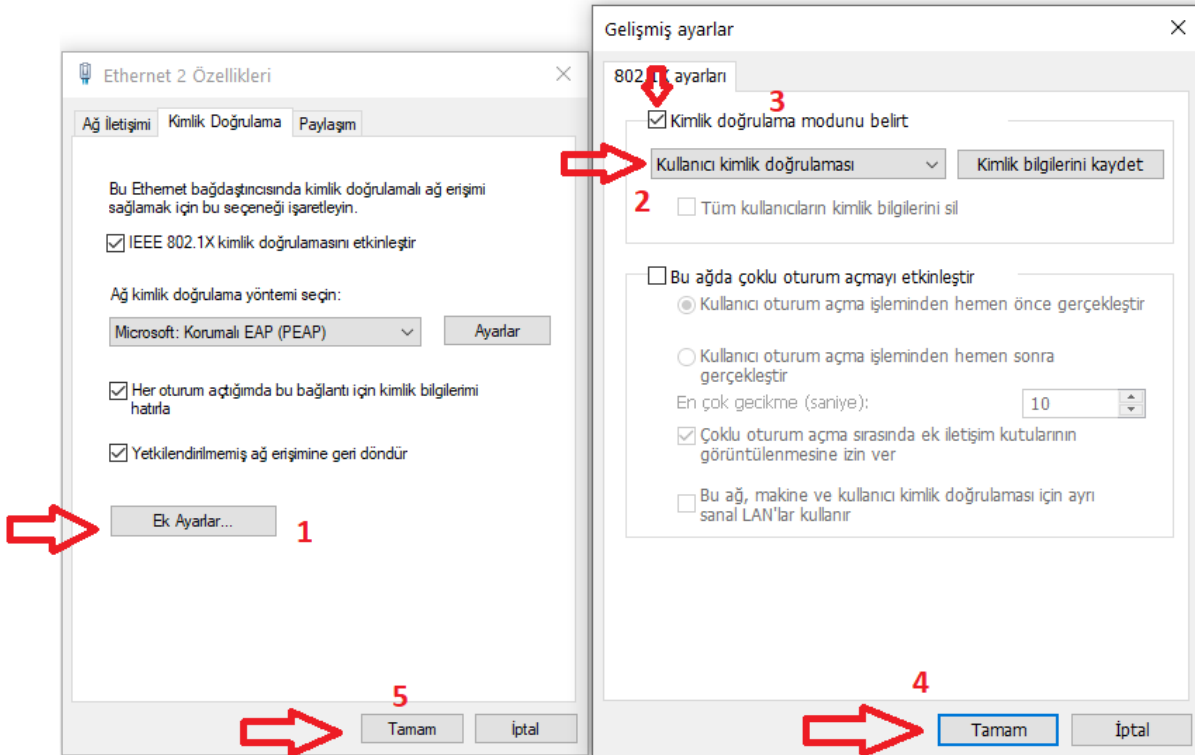 Ethernet 2 Özellikleri
Ağ İletişimi Kimlik Doğrulama Paylaşım
Bu Ethernet bağdaştırıcısında kimlik doğrulamalı ağ erişimi
sağlamak için bu seçeneği işaretleyin.
IEEE 802.1X kimlik doğrulamasını etkinleştir
Ağ kimlik doğrulama yöntemi seçin:
Microsoft: Korumalı EAP (PEAP) Ayarlar
Her oturum açtığımda bu bağlantı için kimlik bilgilerimi
hatırla
Yetkilendirilmemiş ağ erişimine geri döndür
Ek Ayarlar...
1
5
Tamam İptal
Gelişmiş ayarlar
802.1X ayarları
3
Kimlik doğrulama modunu belirt
Kullanıcı kimlik doğrulaması Kimlik bilgilerini kaydet
2
Tüm kullanıcıların kimlik bilgilerini sil
Bu ağda çoklu oturum açmayı etkinleştir
Kullanıcı oturum açma işleminden hemen önce gerçekleştir
Kullanıcı oturum açma işleminden hemen sonra
gerçekleştir
En çok gecikme (saniye): 10
Çoklu oturum açma sırasında ek iletişim kutularının
görüntülenmesine izin ver
Bu ağ, makine ve kullanıcı kimlik doğrulaması için ayrı
sanal LAN'lar kullanır
4
Tamam İptal